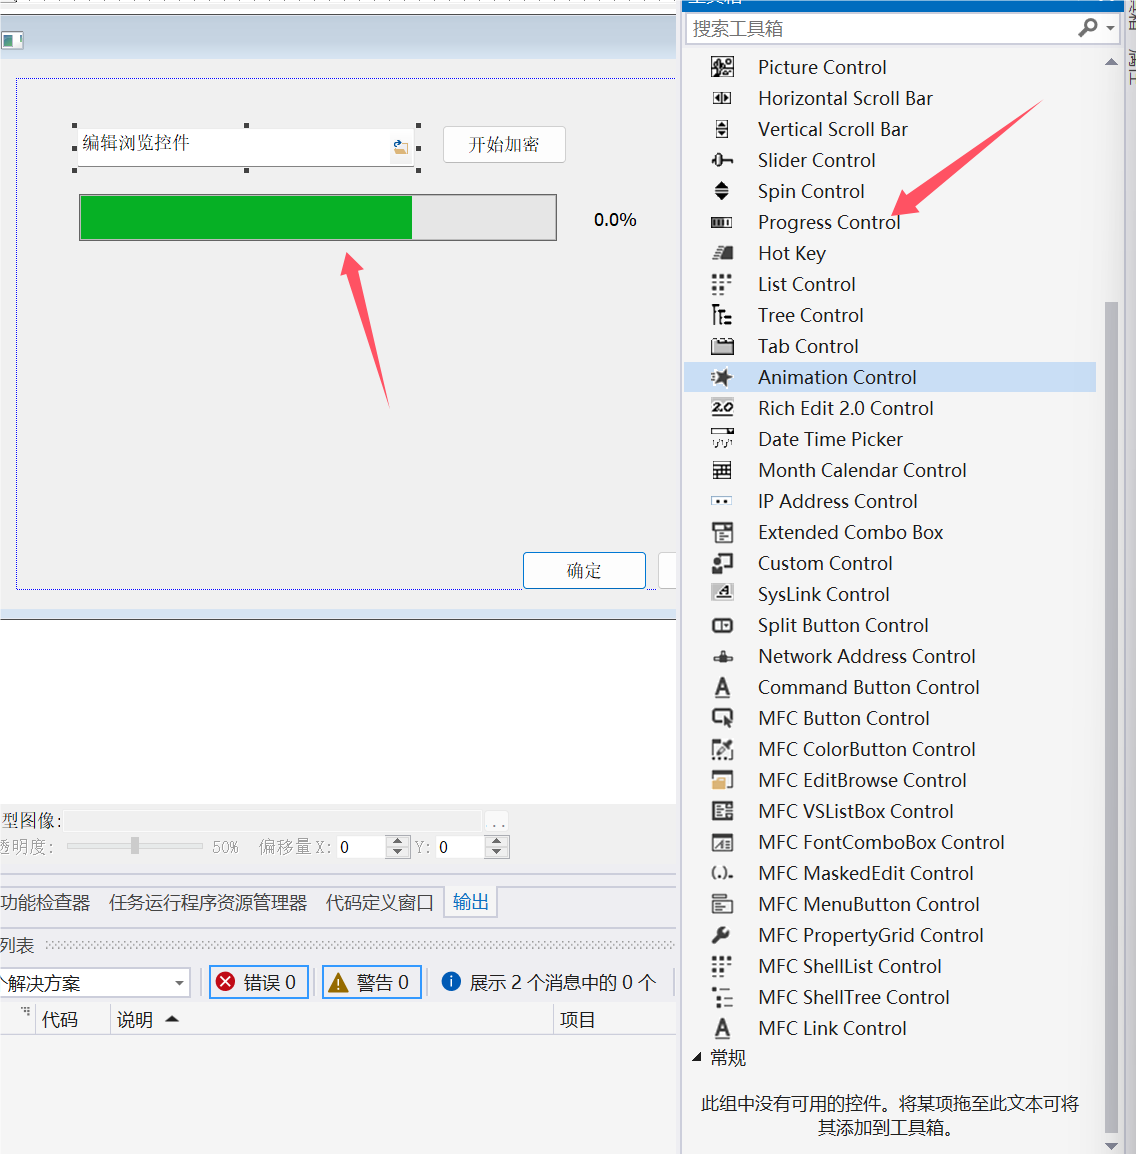 工具箱
搜索工具箱
编辑浏览控件
开始加密
0.0%
确定
Picture Control
Horizontal Scroll Bar
Vertical Scroll Bar
Slider Control
Spin Control
Progress Control
Hot Key
List Control
Tree Control
Tab Control
Animation Control
Rich Edit 2.0 Control
Date Time Picker
Month Calendar Control
IP Address Control
Extended Combo Box
Custom Control
SysLink Control
Split Button Control
Network Address Control
Command Button Control
MFC Button Control
MFC ColorButton Control
MFC EditBrowse Control
MFC VSListBox Control
MFC FontComboBox Control
MFC MaskedEdit Control
MFC MenuButton Control
MFC PropertyGrid Control
MFC ShellList Control
MFC ShellTree Control
MFC Link Control
常规
此组中没有可用的控件。将某项拖至此文本可将
其添加到工具箱。
型图像: ..
透明度: 50% 偏移量 X: 0 Y: 0
功能检查器 任务运行程序资源管理器 代码定义窗口 输出
列表
个解决方案 错误 0 警告 0 展示 2 个消息中的 0 个
代码 说明 项目